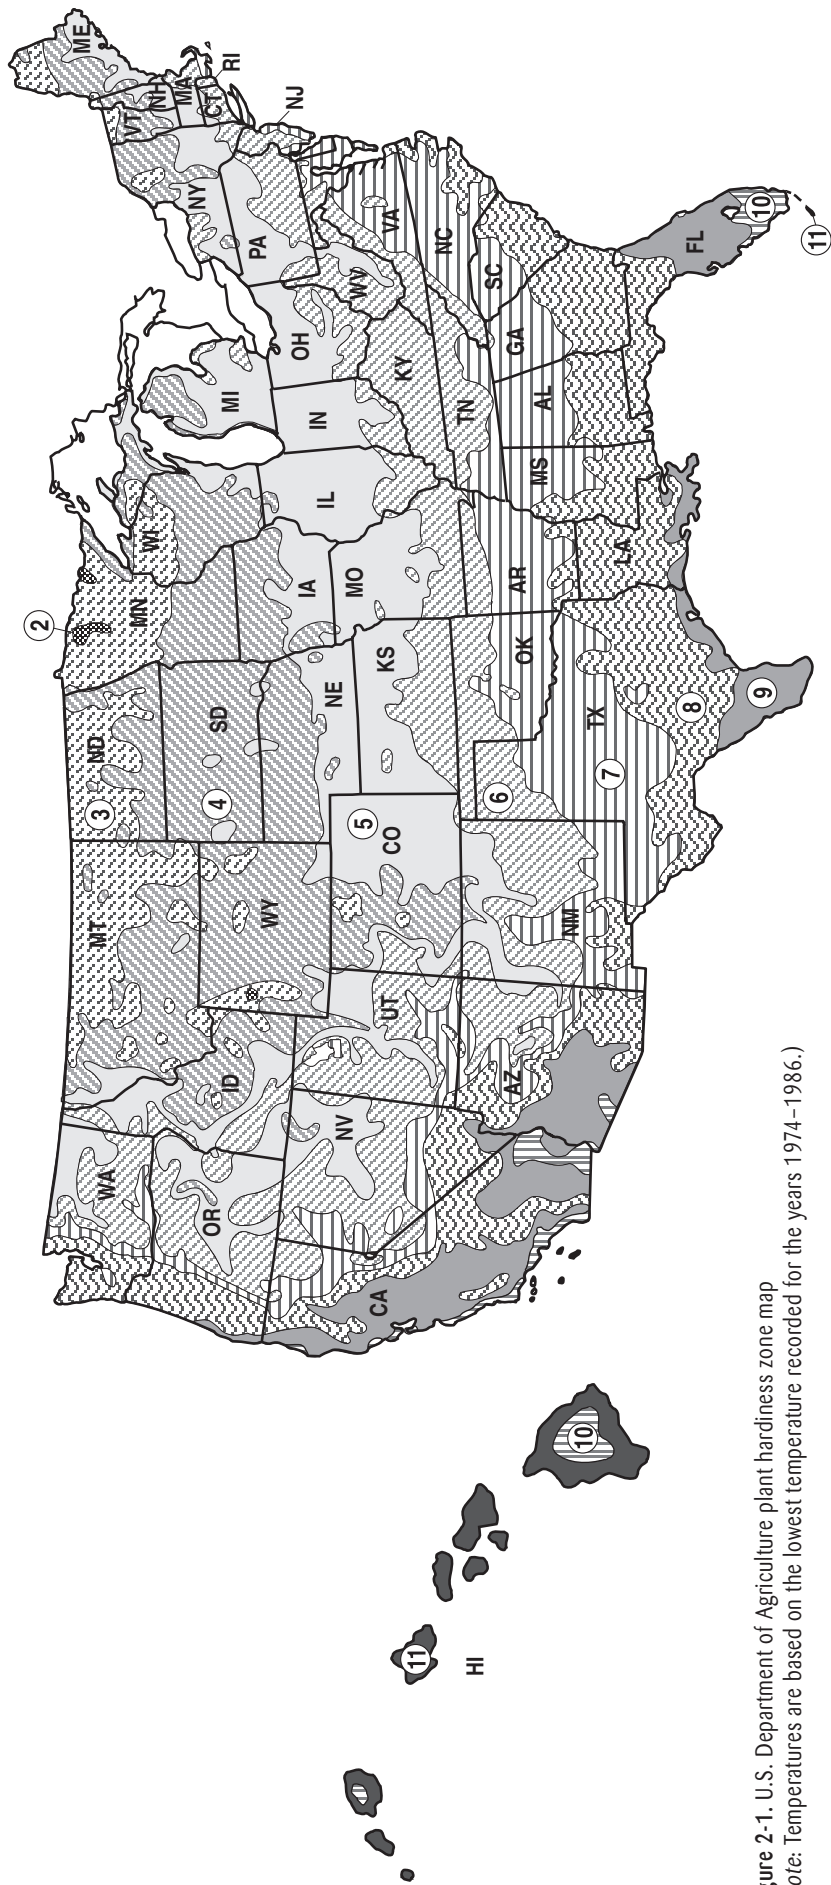 ME
VT
NH
MA
RI
CT
NY
NJ
PA
2
MN
WI
MI
OH
WV
VA
MT
3
ND
IA
IL
IN
KY
NC
WA
ID
WY
4
SD
NE
MO
TN
SC
OR
NV
UT
CO
5
KS
AR
MS
AL
GA
CA
AZ
NM
6
OK
LA
FL
7
TX
8
9
10
11
HI
11
10
gure 2-1. U.S. Department of Agriculture plant hardiness zone map
ote: Temperatures are based on the lowest temperature recorded for the years 1974–1986.)